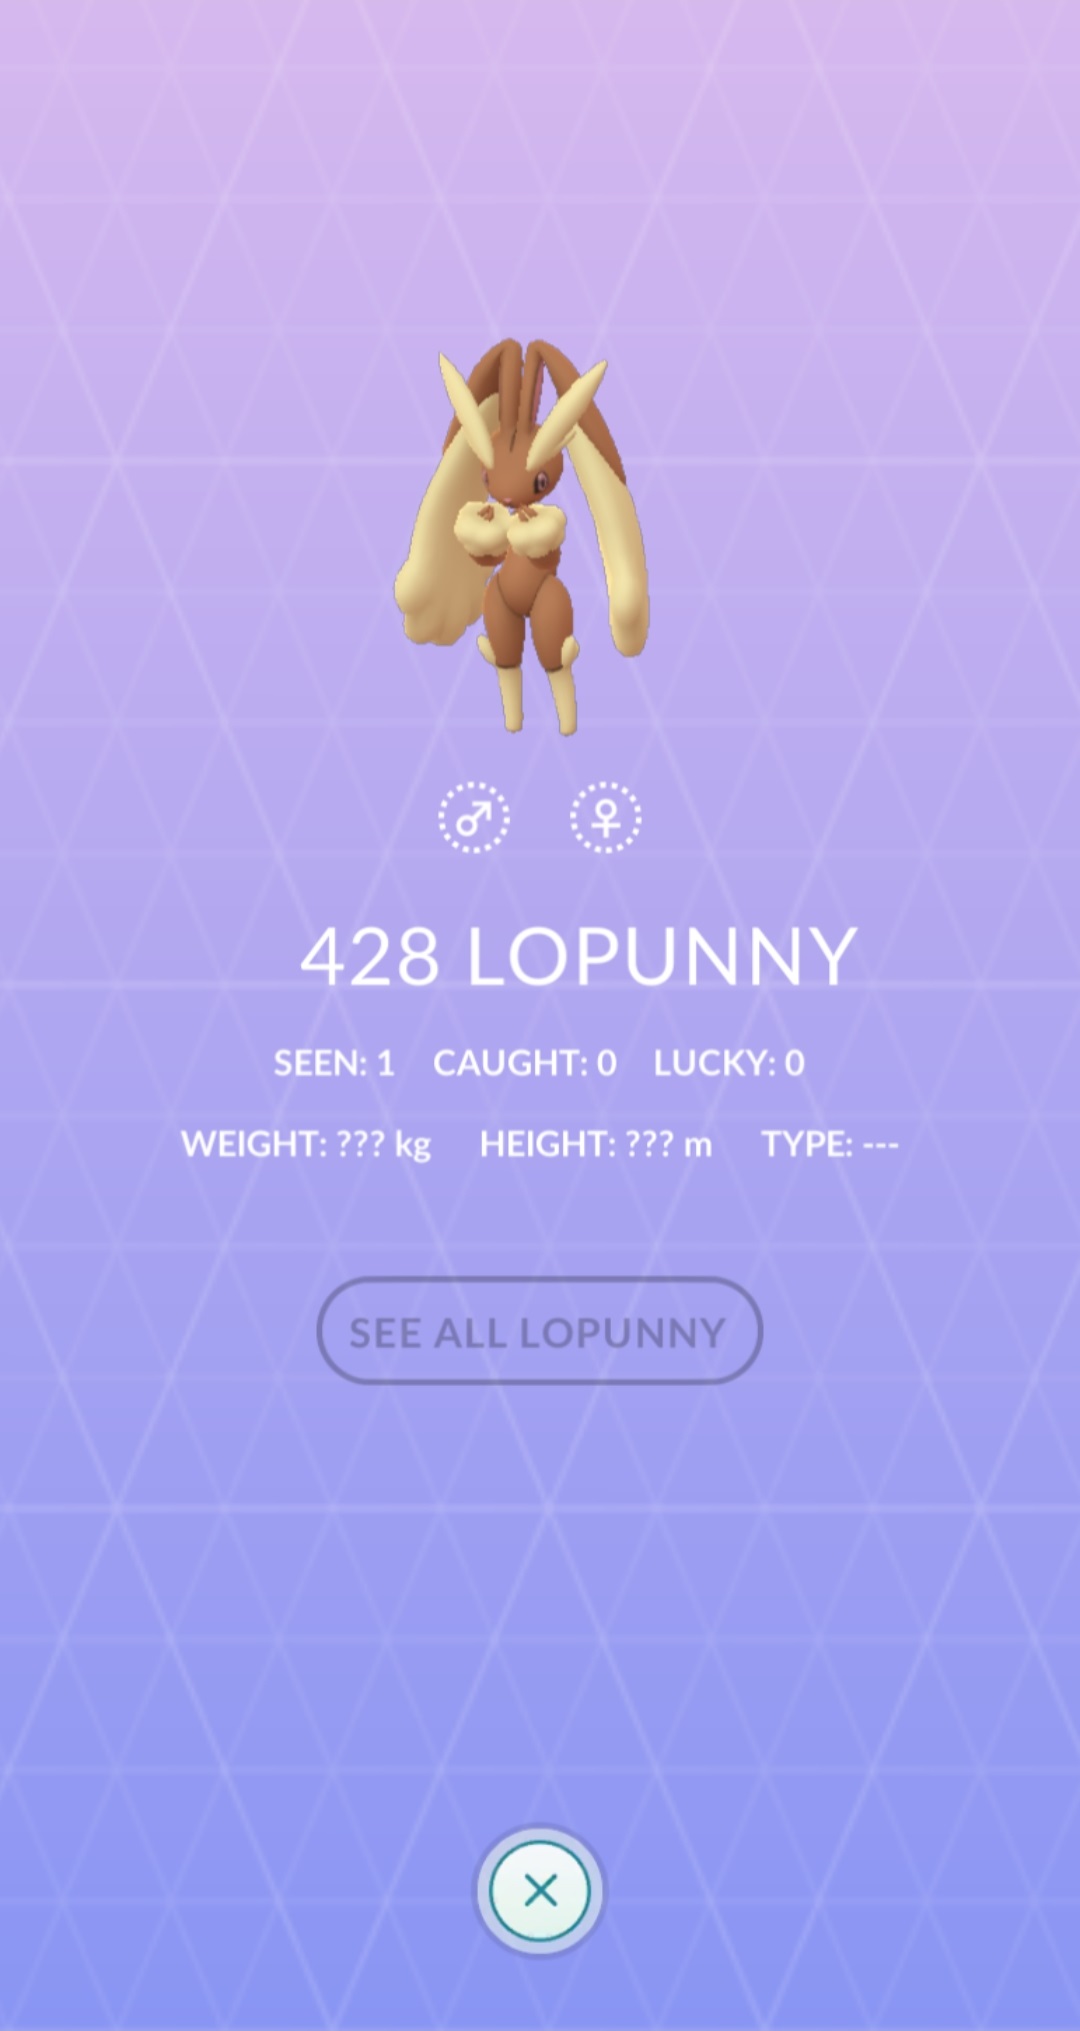 ♂ ♀
428 LOPUNNY
SEEN: 1 CAUGHT: 0 LUCKY: 0
WEIGHT: ??? kg HEIGHT: ??? m TYPE: ---
SEE ALL LOPUNNY